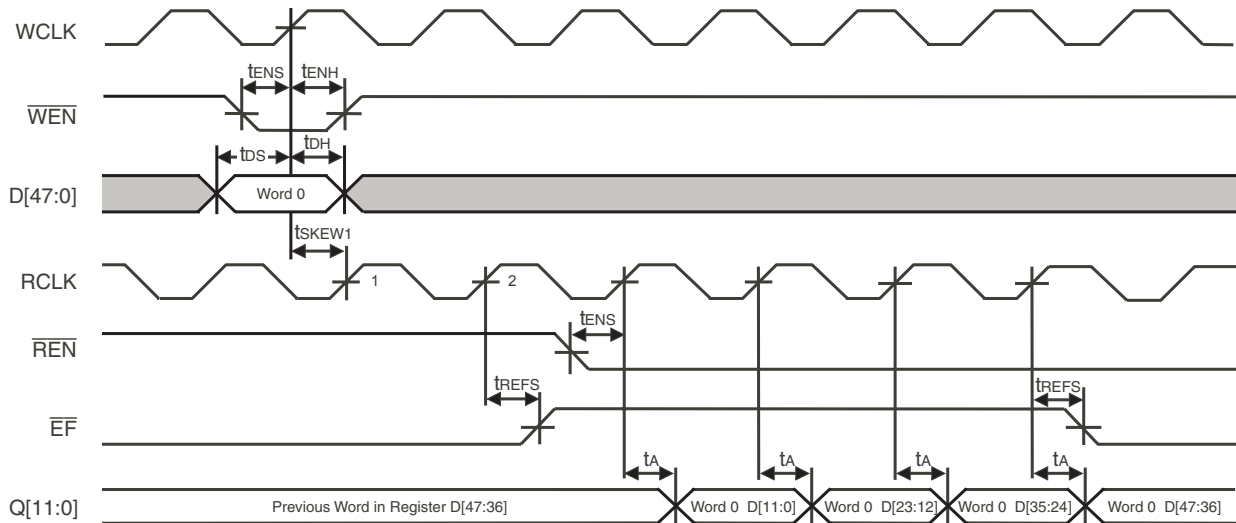 WCLK
tENS tENH
WEN
tDS tDH
D[47:0] Word 0
tSKEW1
RCLK 1 2
tENS
REN
tREFS tREFS
EF
tA tA tA tA
Q[11:0] Previous Word in Register D[47:36] Word 0 D[11:0] Word 0 D[23:12] Word 0 D[35:24] Word 0 D[47:36]